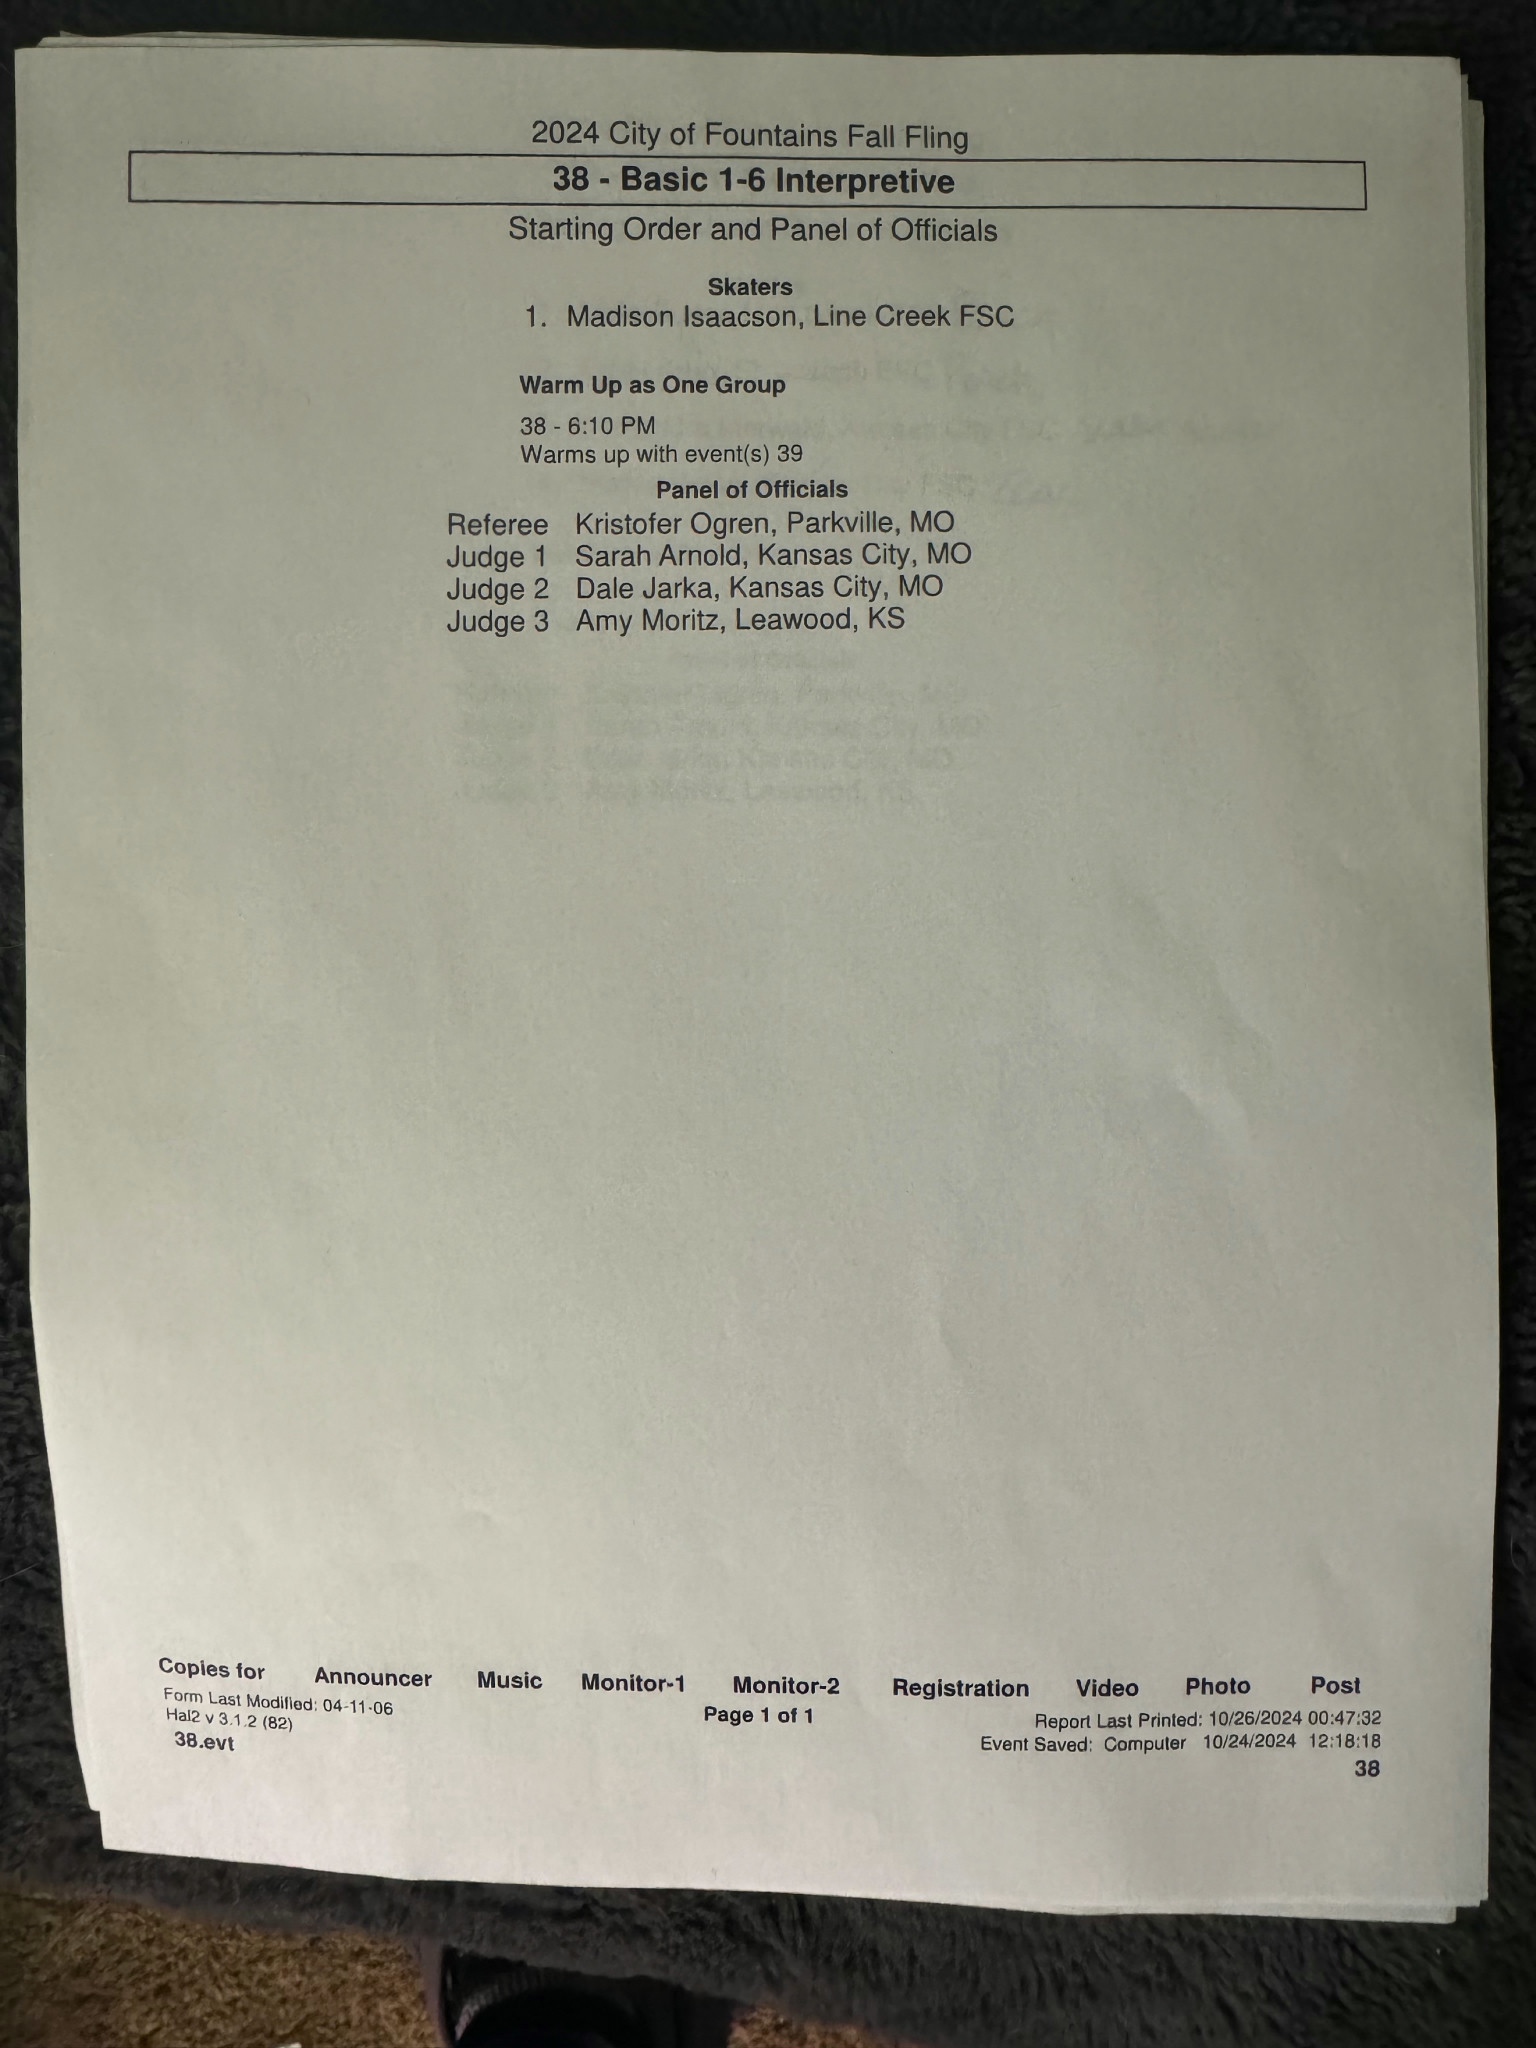 2024 City of Fountains Fall Fling
38 - Basic 1-6 Interpretive
Starting Order and Panel of Officials
Skaters
1. Madison Isaacson, Line Creek FSC
Warm Up as One Group
38 - 6:10 PM
Warms up with event(s) 39
Panel of Officials
Referee Kristofer Ogren, Parkville, MO
Judge 1 Sarah Arnold, Kansas City, MO
Judge 2 Dale Jarka, Kansas City, MO
Judge 3 Amy Moritz, Leawood, KS
Copies for Announcer Music Monitor-1 Monitor-2 Registration Video Photo Post
Form Last Modified: 04-11-06 Page 1 of 1 Report Last Printed: 10/26/2024 00:47:32
Hal2 v 3.1.2 (82) Event Saved: Computer 10/24/2024 12:18:18
38.evt 38